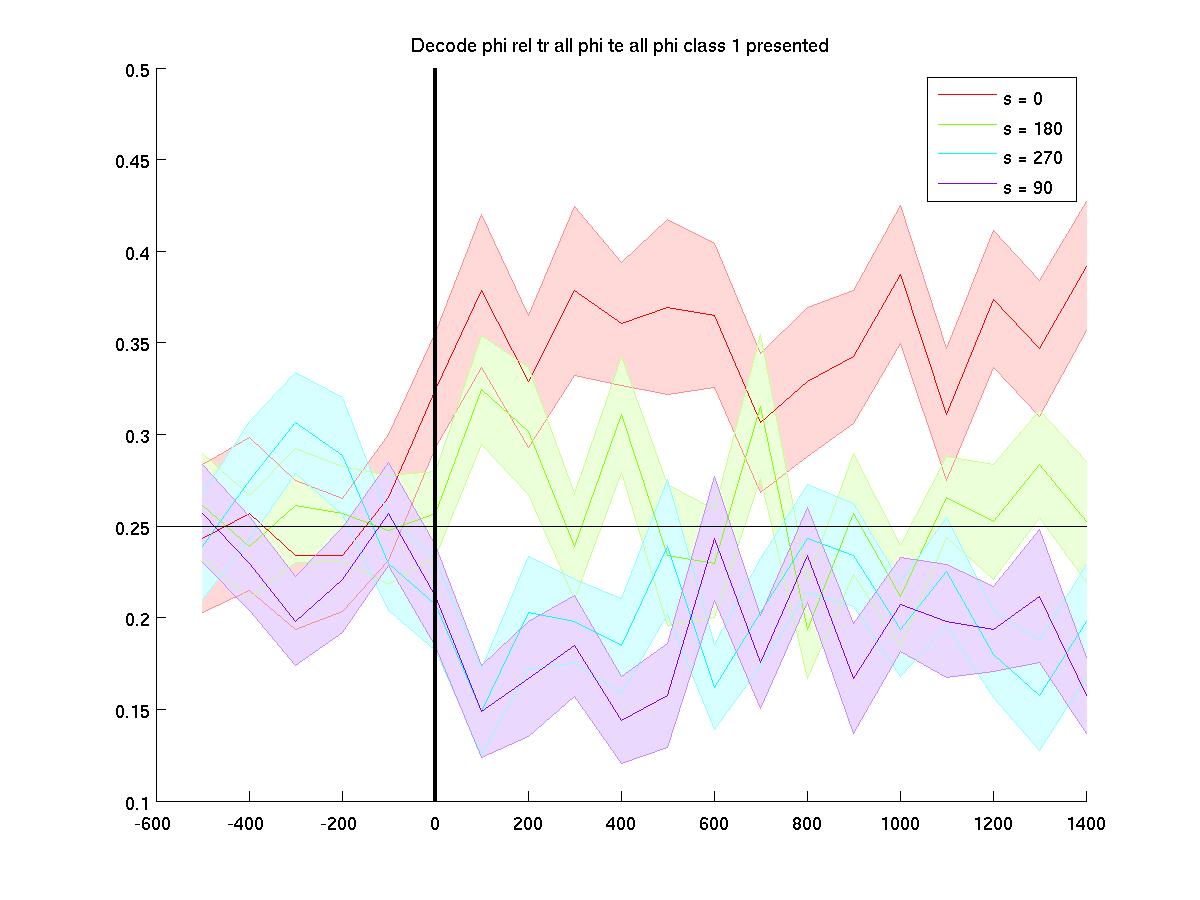 Decode phi rel tr all phi te all phi class 1 presented
0.5
s = 0
s = 180
s = 270
s = 90
0.45
0.4
0.35
0.3
0.25
0.2
0.15
0.1
-600 -400 -200 0 200 400 600 800 1000 1200 1400